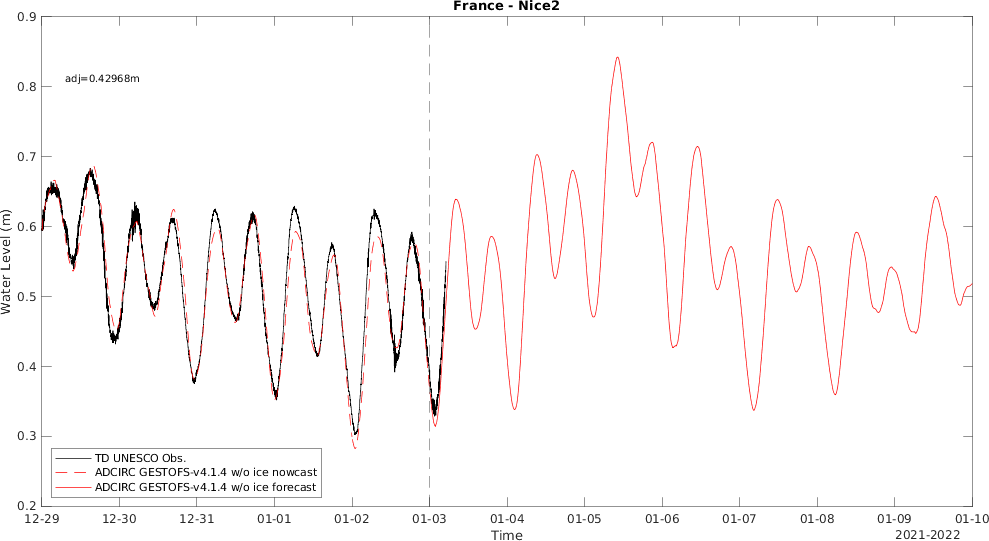 France - Nice2
0.9
0.8
0.7
0.6
0.5
0.4
0.3
0.2
Water Level (m)
adj=0.42968m
TD UNESCO Obs.
ADCIRC GESTOFS-v4.1.4 w/o ice nowcast
ADCIRC GESTOFS-v4.1.4 w/o ice forecast
12-29 12-30 12-31 01-01 01-02 01-03 01-04 01-05 01-06 01-07 01-08 01-09 01-10
Time
2021-2022